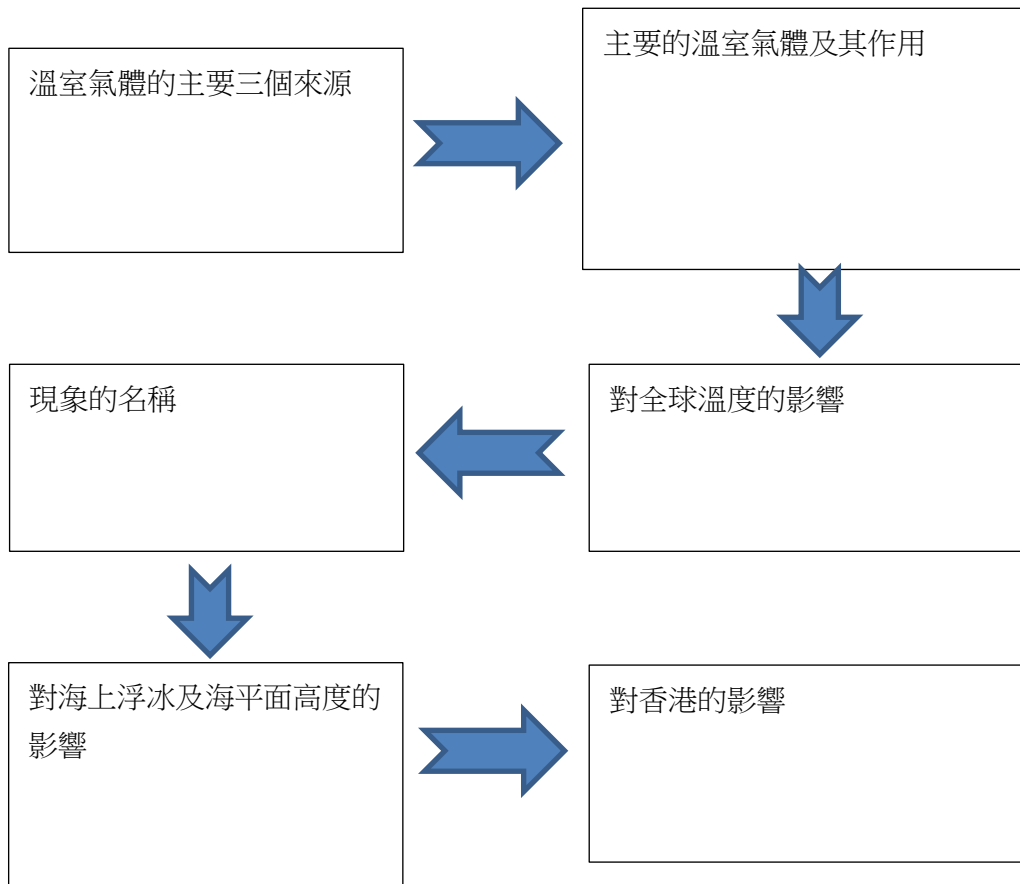 溫室氣體的主要三個來源
主要的溫室氣體及其作用
對全球溫度的影響
現象的名稱
對海上浮冰及海平面高度的
影響
對香港的影響